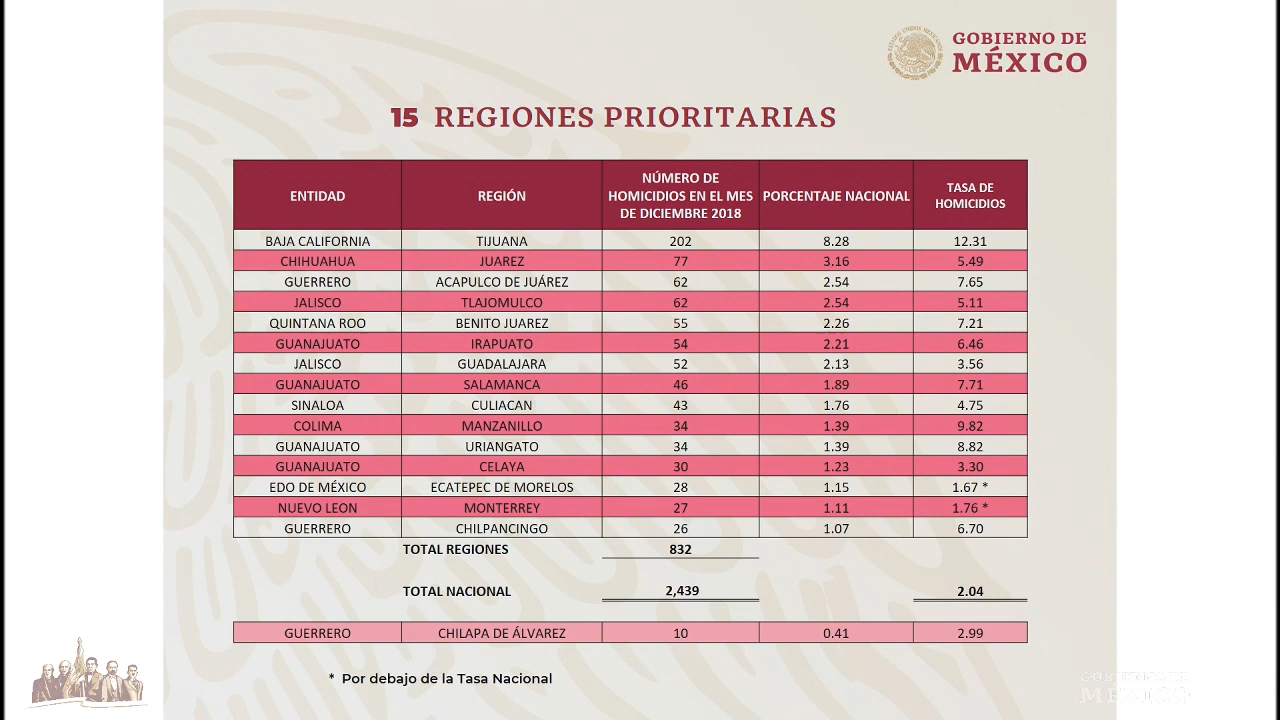 GOBIERNO DE
MÉXICO
15 REGIONES PRIORITARIAS
ENTIDAD REGIÓN NÚMERO DE HOMICIDIOS EN EL MES DE DICIEMBRE 2018 PORCENTAJE NACIONAL TASA DE HOMICIDIOS
BAJA CALIFORNIA TIJUANA 202 8.28 12.31
CHIHUAHUA JUAREZ 77 3.16 5.49
GUERRERO ACAPULCO DE JUÁREZ 62 2.54 7.65
JALISCO TLAJOMULCO 62 2.54 5.11
QUINTANA ROO BENITO JUAREZ 55 2.26 7.21
GUANAJUATO IRAPUATO 54 2.21 6.46
JALISCO GUADALAJARA 52 2.13 3.56
GUANAJUATO SALAMANCA 46 1.89 7.71
SINALOA CULIACAN 43 1.76 4.75
COLIMA MANZANILLO 34 1.39 9.82
GUANAJUATO URIANGATO 34 1.39 8.82
GUANAJUATO CELAYA 30 1.23 3.30
EDO DE MÉXICO ECATEPEC DE MORELOS 28 1.15 1.67 *
NUEVO LEON MONTERREY 27 1.11 1.76 *
GUERRERO CHILPANCINGO 26 1.07 6.70
TOTAL REGIONES 832
TOTAL NACIONAL 2,439 2.04
GUERRERO CHILAPA DE ÁLVAREZ 10 0.41 2.99
* Por debajo de la Tasa Nacional
GOBIERNO DE
MÉXICO